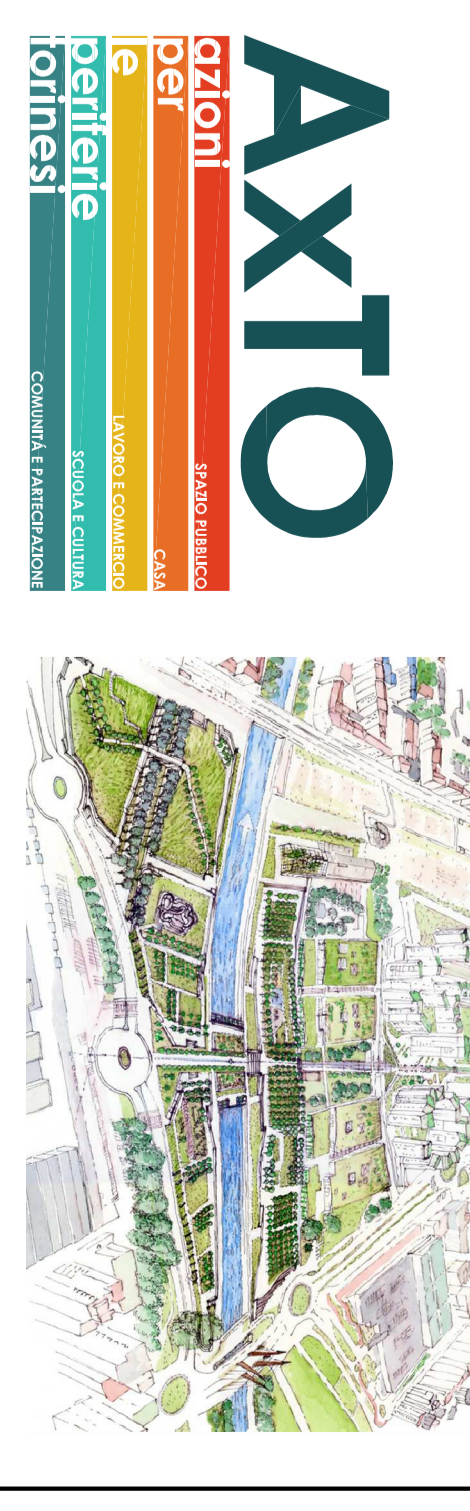 AxTO
azioni SPAZIO PUBBLICO
per CASA
le LAVORO E COMMERCIO
periferie SCUOLA E CULTURA
torinesi COMUNITÁ E PARTECIPAZIONE